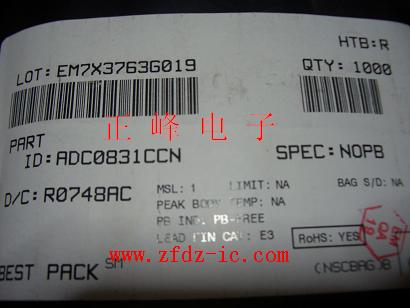 HTB:R
LOT: EM7X3763G019
QTY: 1000
正峰电子
PART
ID: ADC0831CCN
SPEC: NOPB
D/C: R0748AC
MSL: 1 LIMIT: NA BAG S/D: NA
PEAK BODY TEMP: NA
PB IND. PB-FREE
LEAD FIN CAT: E3
RoHS: YES
http://www.zfdz-ic.com/
BEST PACK SM
(NSCBAG)B